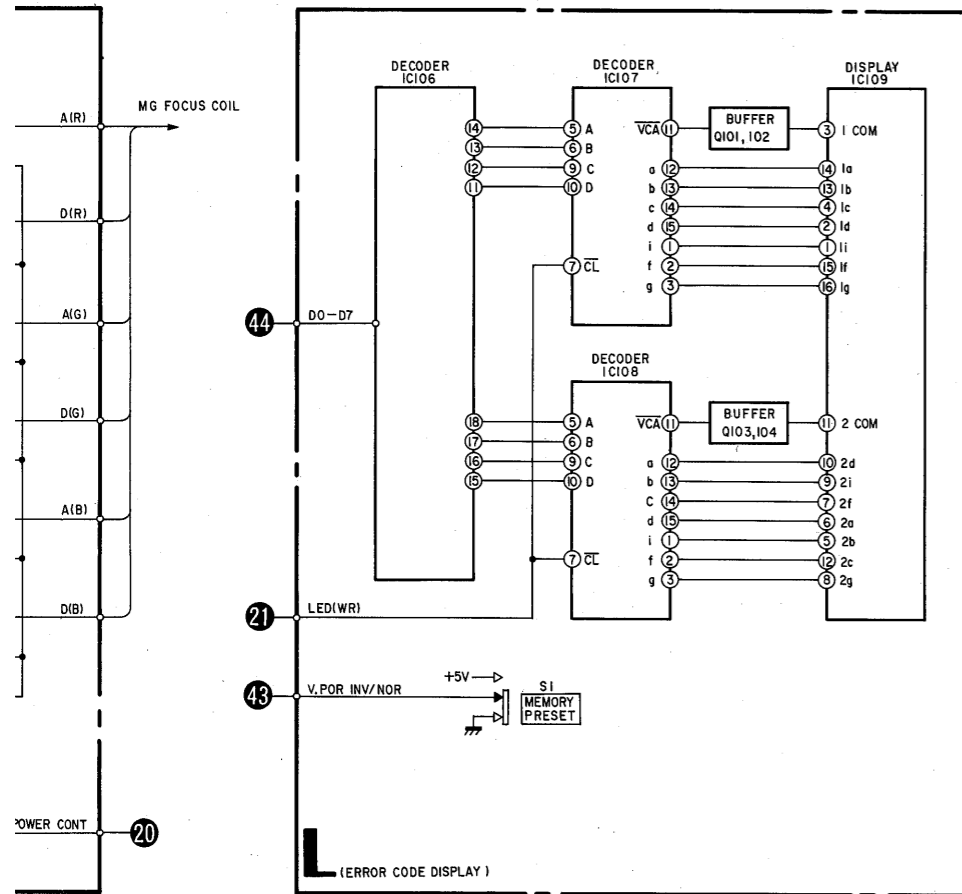 A(R)
MG FOCUS COIL
D(R)
A(G)
D(G)
A(B)
D(B)
POWER CONT
20
44
D0-D7
21
LED(WR)
43
V.POR INV/NOR
+5V
S1
MEMORY
PRESET
DECODER
IC106
14
13
12
11
18
17
16
15
DECODER
IC107
5 A
6 B
9 C
10 D
7 CL
VCA 11
a 12
b 13
c 14
d 15
i 1
f 2
g 3
BUFFER
Q101, 102
DECODER
IC108
5 A
6 B
9 C
10 D
7 CL
VCA 11
a 12
b 13
C 14
d 15
i 1
f 2
g 3
BUFFER
Q103,104
DISPLAY
IC109
3 1 COM
14 1a
13 1b
4 1c
2 1d
1 1i
15 1f
16 1g
11 2 COM
10 2d
9 2i
7 2f
6 2a
5 2b
12 2c
8 2g
L
(ERROR CODE DISPLAY)